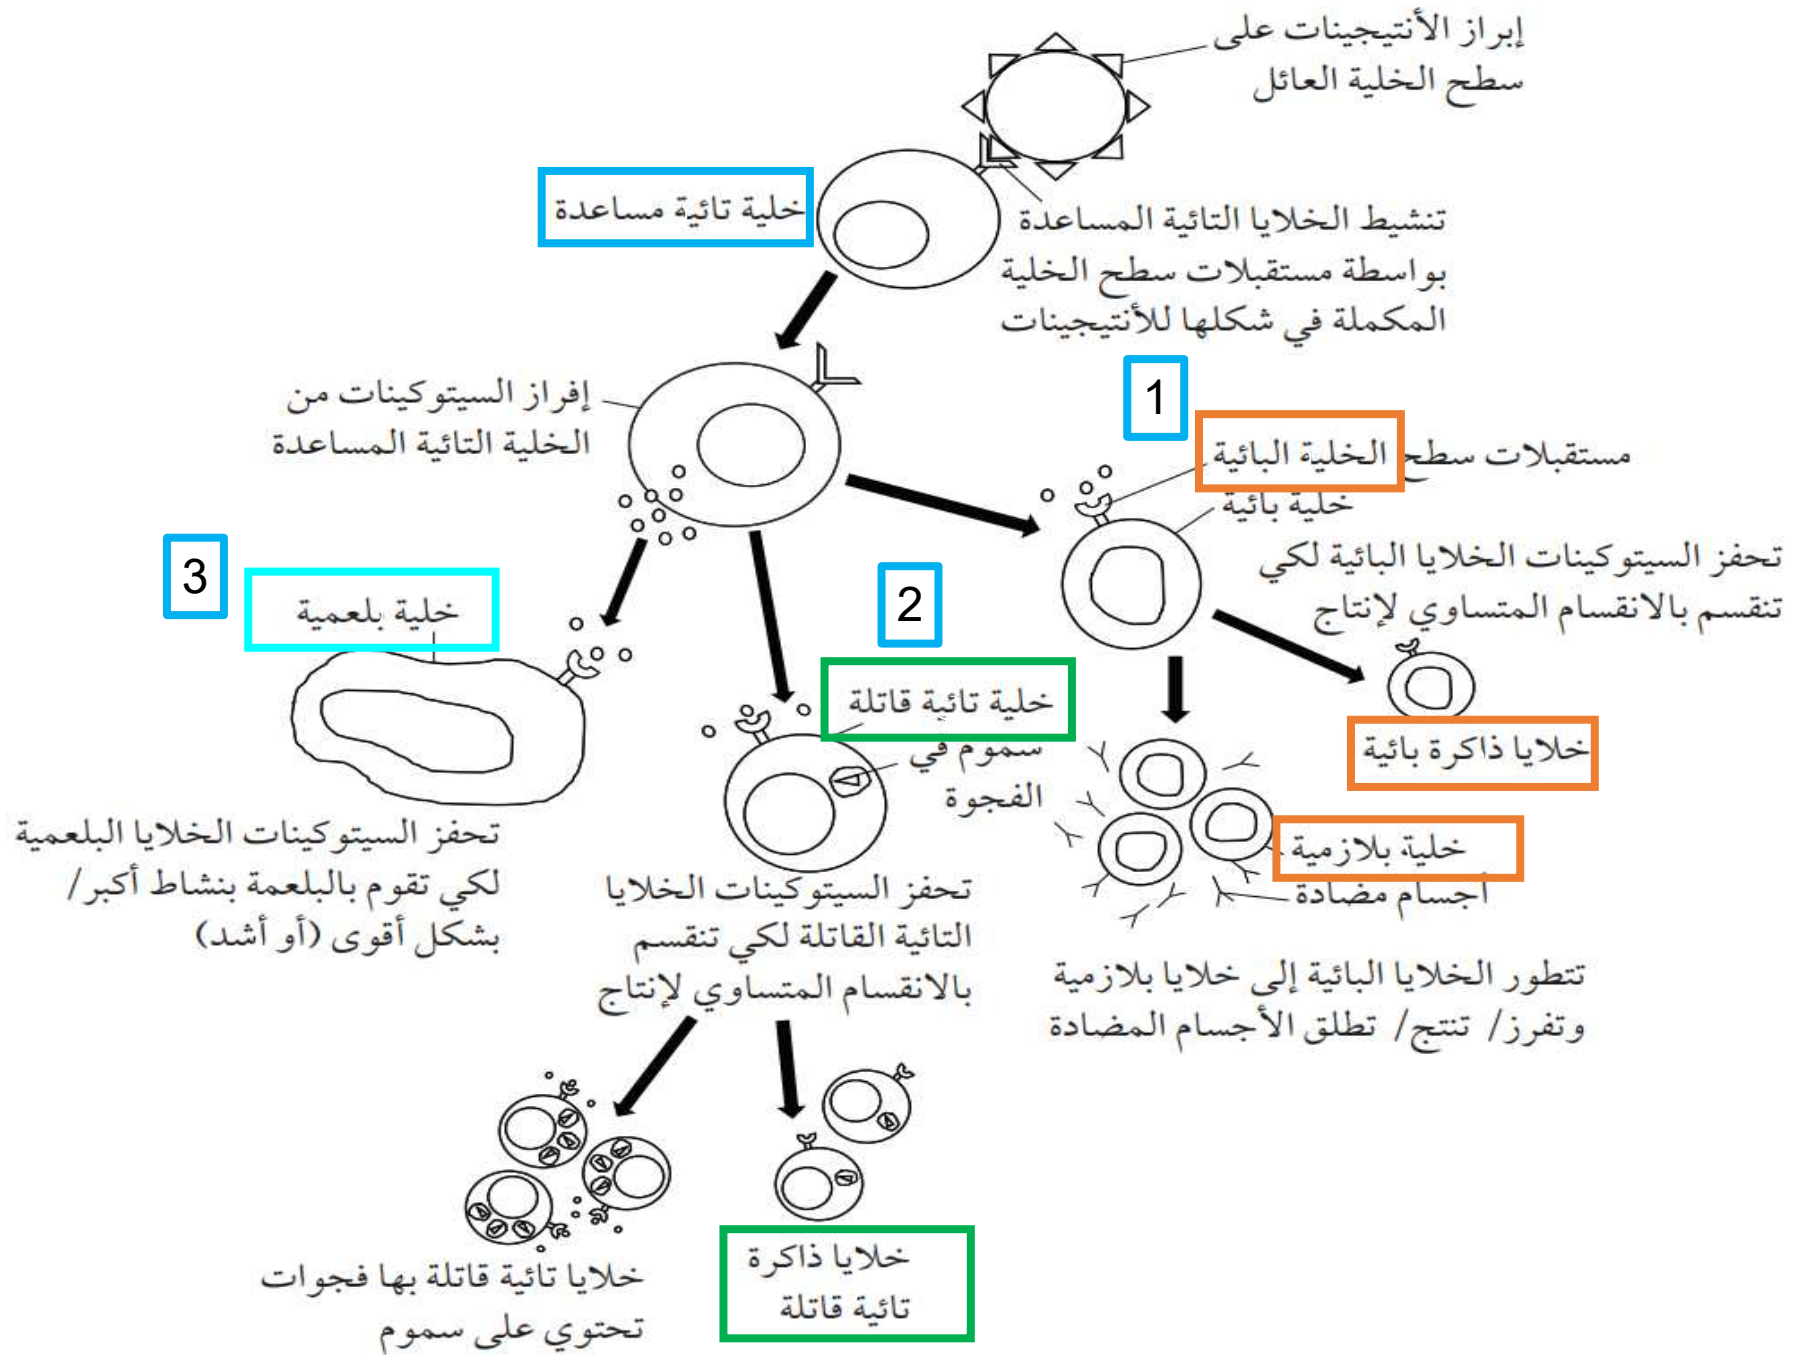 إبراز الأنتيجينات على
سطح الخلية العائل
خلية تائية مساعدة
تنشيط الخلايا التائية المساعدة
بواسطة مستقبلات سطح الخلية
المكملة في شكلها للأنتيجينات
إفراز السيتوكينات من
الخلية التائية المساعدة
1
مستقبلات سطح الخلية البائية
خلية بائية
تحفز السيتوكينات الخلايا البائية لكي
تنقسم بالانقسام المتساوي لإنتاج
خلايا ذاكرة بائية
خلية بلازمية
أجسام مضادة
تتطور الخلايا البائية إلى خلايا بلازمية
وتفرز/ تنتج/ تطلق الأجسام المضادة
2
خلية تائية قاتلة
سموم في
الفجوة
تحفز السيتوكينات الخلايا
التائية القاتلة لكي تنقسم
بالانقسام المتساوي لإنتاج
خلايا ذاكرة
تائية قاتلة
خلايا تائية قاتلة بها فجوات
تحتوي على سموم
3
خلية بلعمية
تحفز السيتوكينات الخلايا البلعمية
لكي تقوم بالبلعمة بنشاط أكبر/
بشكل أقوى (أو أشد)